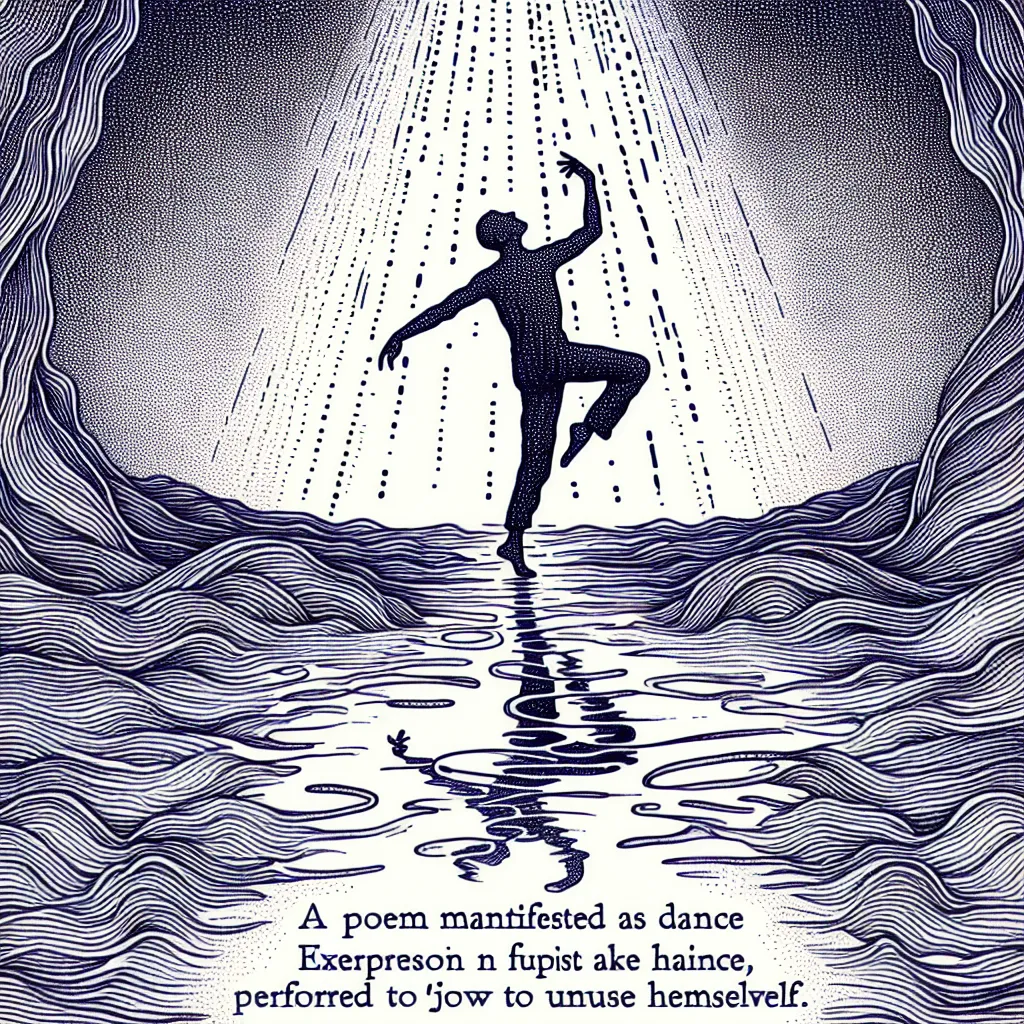 A poem mantifested as dance
Exerpreson n fupist ake haince,
perforred to 'jow to unuse hemselvelf.